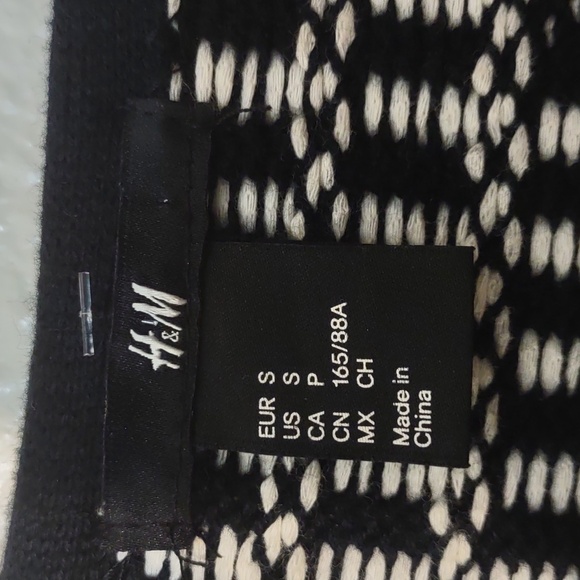 H&M
EUR S
US S
CA P
CN 165/88A
MX CH
Made in
China